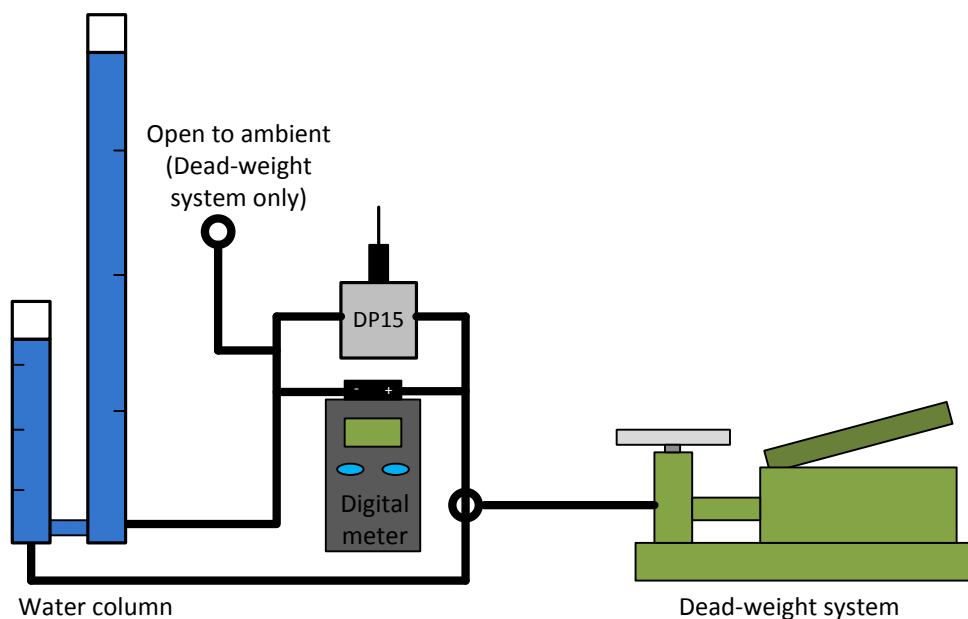 Open to ambient
(Dead-weight
system only)
DP15
- +
Digital
meter
Water column
Dead-weight system